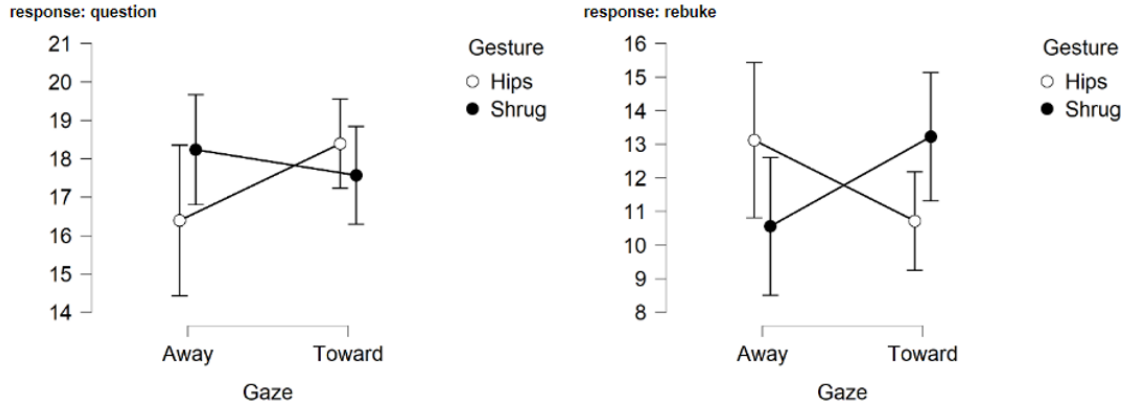 response: question
21
20
19
18
17
16
15
14
Away Toward
Gaze
Gesture
Hips
Shrug
response: rebuke
16
15
14
13
12
11
10
9
8
Away Toward
Gaze
Gesture
Hips
Shrug